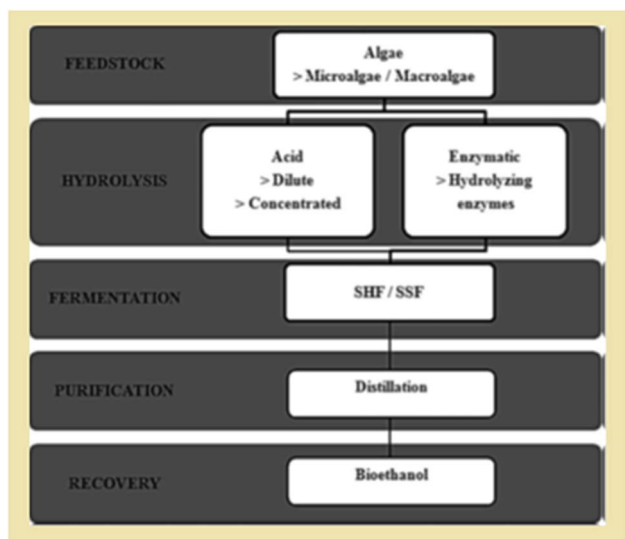 FEEDSTOCK
Algae
> Microalgae / Macroalgae
HYDROLYSIS
Acid
> Dilute
> Concentrated
Enzymatic
> Hydrolyzing
enzymes
FERMENTATION
SHF / SSF
PURIFICATION
Distillation
RECOVERY
Bioethanol